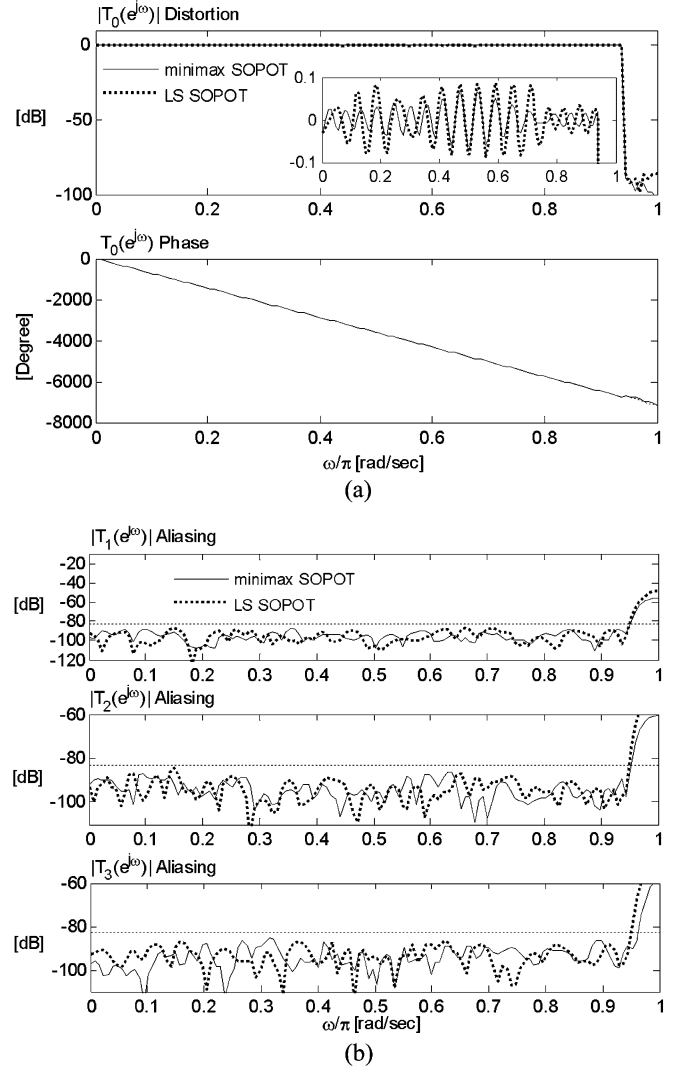 |T0(e^jω)| Distortion
0
minimax SOPOT
LS SOPOT
[dB]
-50
-100
0.1
0
-0.1
0 0.2 0.4 0.6 0.8 1
0 0.2 0.4 0.6 0.8 1
T0(e^jω) Phase
0
-2000
-4000
-6000
-8000
[Degree]
0 0.2 0.4 0.6 0.8 1
ω/π [rad/sec]
(a)
|T1(e^jω)| Aliasing
-20
-40
-60
-80
-100
-120
[dB]
minimax SOPOT
LS SOPOT
0 0.1 0.2 0.3 0.4 0.5 0.6 0.7 0.8 0.9 1
|T2(e^jω)| Aliasing
-60
-80
-100
[dB]
0 0.1 0.2 0.3 0.4 0.5 0.6 0.7 0.8 0.9 1
|T3(e^jω)| Aliasing
-60
-80
-100
[dB]
0 0.1 0.2 0.3 0.4 0.5 0.6 0.7 0.8 0.9 1
ω/π [rad/sec]
(b)